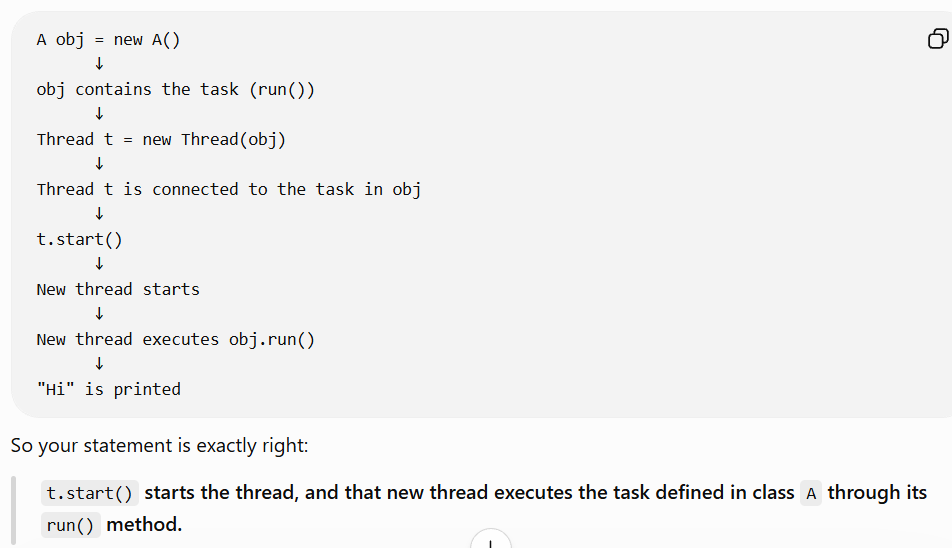 A obj = new A()
↓
obj contains the task (run())
↓
Thread t = new Thread(obj)
↓
Thread t is connected to the task in obj
↓
t.start()
↓
New thread starts
↓
New thread executes obj.run()
↓
"Hi" is printed
So your statement is exactly right:
t.start() starts the thread, and that new thread executes the task defined in class A through its
run() method.